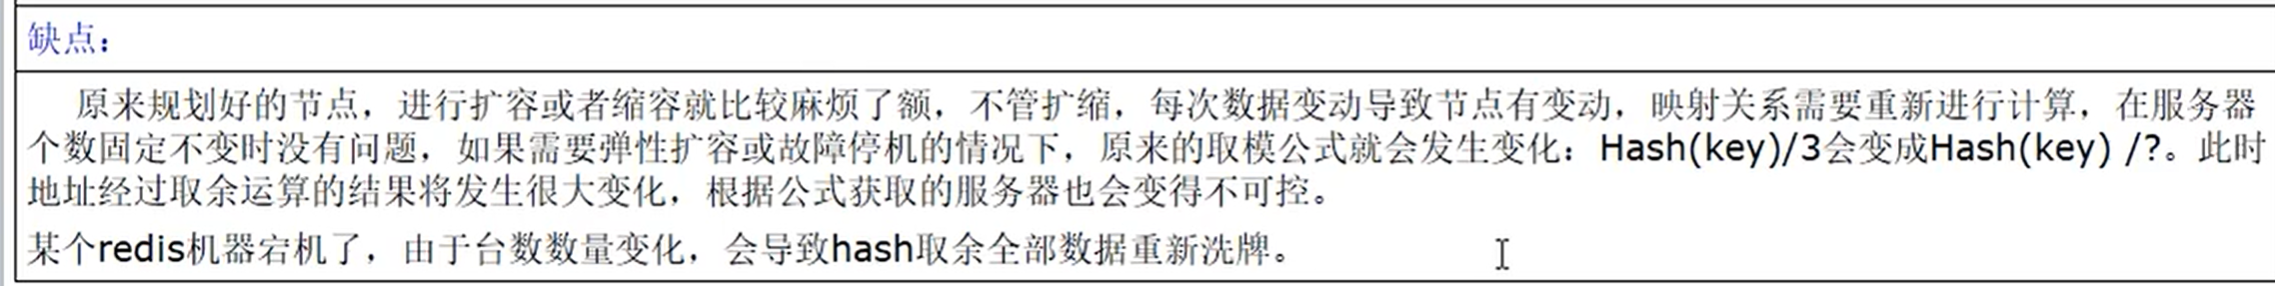 缺点：
原来规划好的节点，进行扩容或者缩容就比较麻烦了额，不管扩缩，每次数据变动导致节点有变动，映射关系需要重新进行计算，在服务器
个数固定不变时没有问题，如果需要弹性扩容或故障停机的情况下，原来的取模公式就会发生变化：Hash(key)/3会变成Hash(key) /?。此时
地址经过取余运算的结果将发生很大变化，根据公式获取的服务器也会变得不可控。
某个redis机器宕机了，由于台数数量变化，会导致hash取余全部数据重新洗牌。